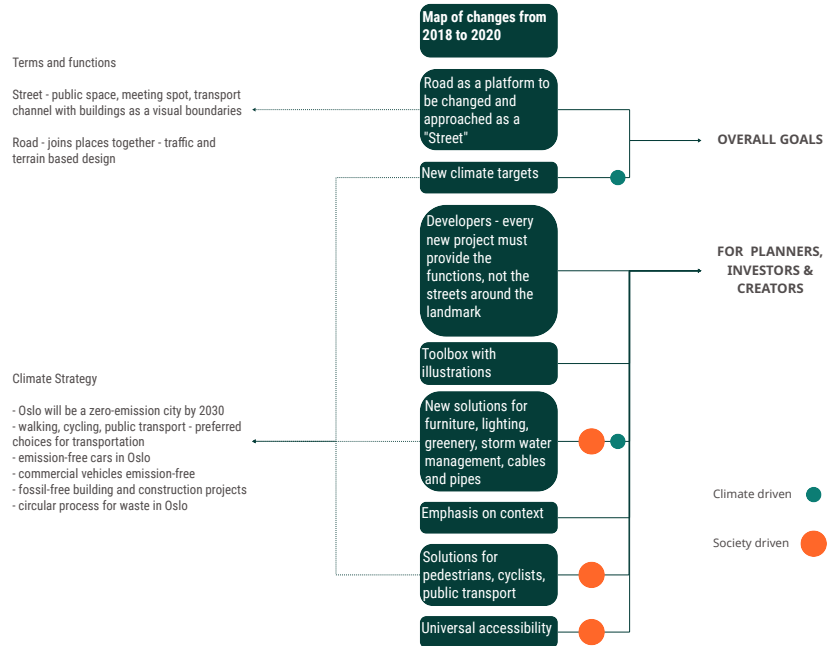 Map of changes from
2018 to 2020
Terms and functions
Street - public space, meeting spot, transport
channel with buildings as a visual boundaries
Road - joins places together - traffic and
terrain based design
Road as a platform to
be changed and
approached as a
"Street"
New climate targets
OVERALL GOALS
Developers - every
new project must
provide the
functions, not the
streets around the
landmark
FOR PLANNERS,
INVESTORS &
CREATORS
Toolbox with
illustrations
Climate Strategy
- Oslo will be a zero-emission city by 2030
- walking, cycling, public transport - preferred
choices for transportation
- emission-free cars in Oslo
- commercial vehicles emission-free
- fossil-free building and construction projects
- circular process for waste in Oslo
New solutions for
furniture, lighting,
greenery, storm water
management, cables
and pipes
Emphasis on context
Solutions for
pedestrians, cyclists,
public transport
Universal accessibility
Climate driven
Society driven